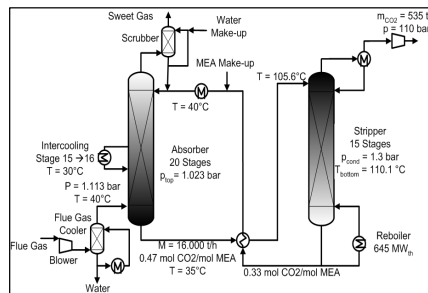 Sweet Gas
Scrubber
Water
Make-up
MEA Make-up
T = 40°C
T = 105.6°C
m_CO2 = 535 t
p = 110 bar
Intercooling
Stage 15 →16
T = 30°C
Absorber
20 Stages
p_top = 1.023 bar
Stripper
15 Stages
p_cond = 1.3 bar
T_bottom = 110.1 °C
P = 1.113 bar
T = 40°C
Flue Gas
Cooler
Flue Gas
Blower
Water
M = 16.000 t/h
0.47 mol CO2/mol MEA
T = 35°C
0.33 mol CO2/mol MEA
Reboiler
645 MW_th
M
M
M
M
M